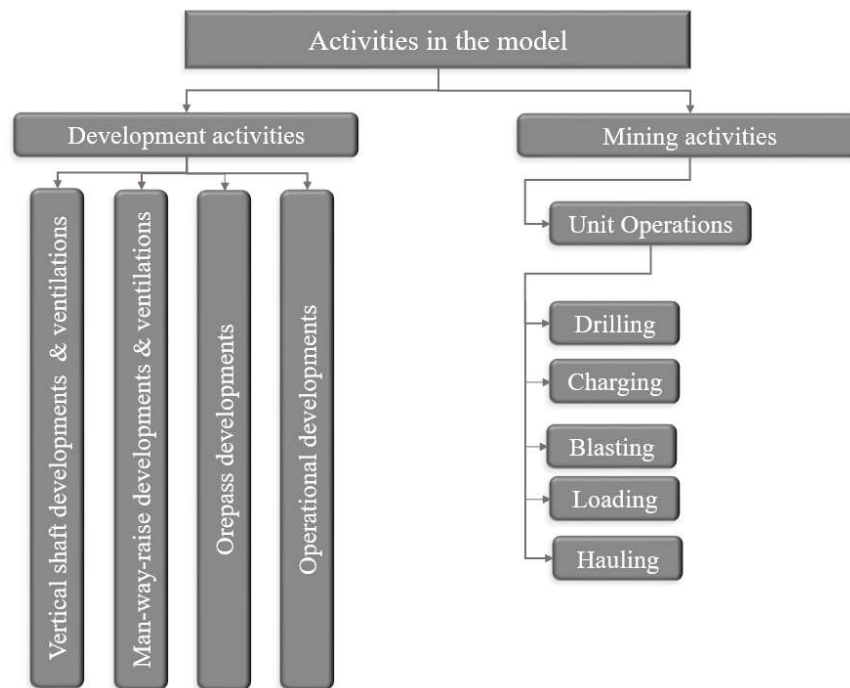 Activities in the model
Development activities
Mining activities
Vertical shaft developments & ventilations
Man-way-raise developments & ventilations
Orepass developments
Operational developments
Unit Operations
Drilling
Charging
Blasting
Loading
Hauling